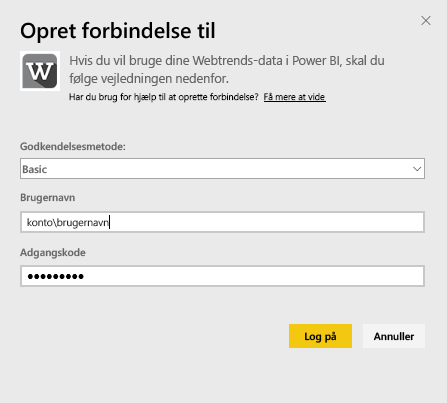 Opret forbindelse til
W
Hvis du vil bruge dine Webtrends-data i Power BI, skal du
følge vejledningen nedenfor.
Har du brug for hjælp til at oprette forbindelse? Få mere at vide
Godkendelsesmetode:
Basic
Brugernavn
konto\brugernavn
Adgangskode
●●●●●●●●●
Log på
Annuller